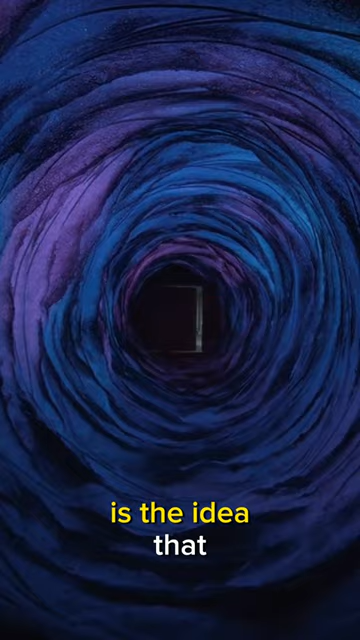 is the idea
that